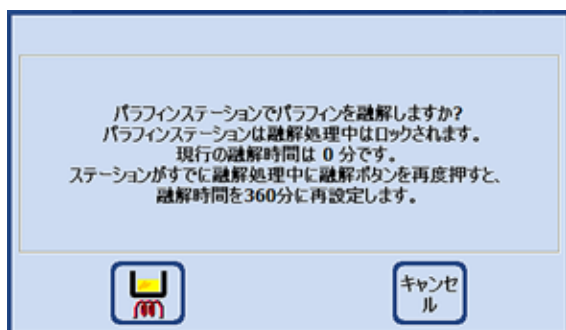 パラフィンステーションでパラフィンを融解しますか?
パラフィンステーションは融解処理中はロックされます。
現行の融解時間は 0 分です。
ステーションがすでに融解処理中に融解ボタンを再度押すと、
融解時間を360分に再設定します。
キャンセ
ル